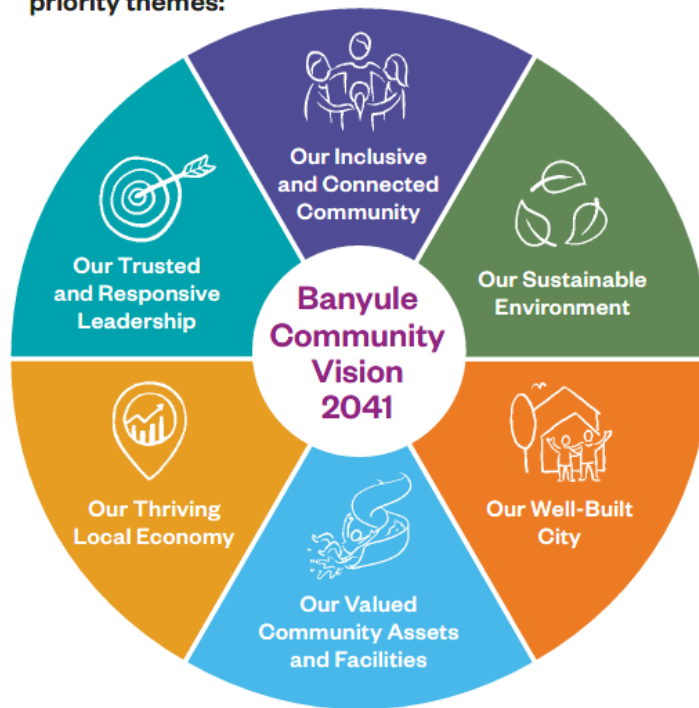 priority themes:
Our Inclusive
and Connected
Community
Our Sustainable
Environment
Our Well-Built
City
Our Valued
Community Assets
and Facilities
Our Thriving
Local Economy
Our Trusted
and Responsive
Leadership
Banyule
Community
Vision
2041